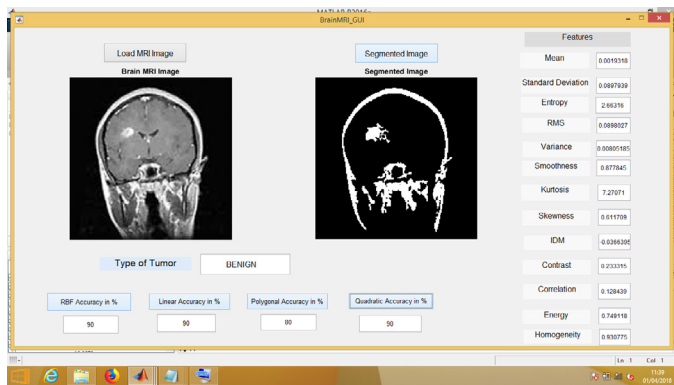 MATLAB R2016a
BrainMRI_GUI
Load MRI Image
Brain MRI Image
Segmented Image
Segmented Image
Type of Tumor
BENIGN
RBF Accuracy in %
Linear Accuracy in %
Polygonal Accuracy in %
Quadratic Accuracy in %
90
90
80
90
Features
Mean
0.0019318
Standard Deviation
0.0897939
Entropy
2.66316
RMS
0.0898027
Variance
0.00805185
Smoothness
0.877845
Kurtosis
7.27071
Skewness
0.611709
IDM
-0.0366395
Contrast
0.233315
Correlation
0.128439
Energy
0.749118
Homogeneity
0.930775
Ln 1 Col 1
11:39
01/04/2018